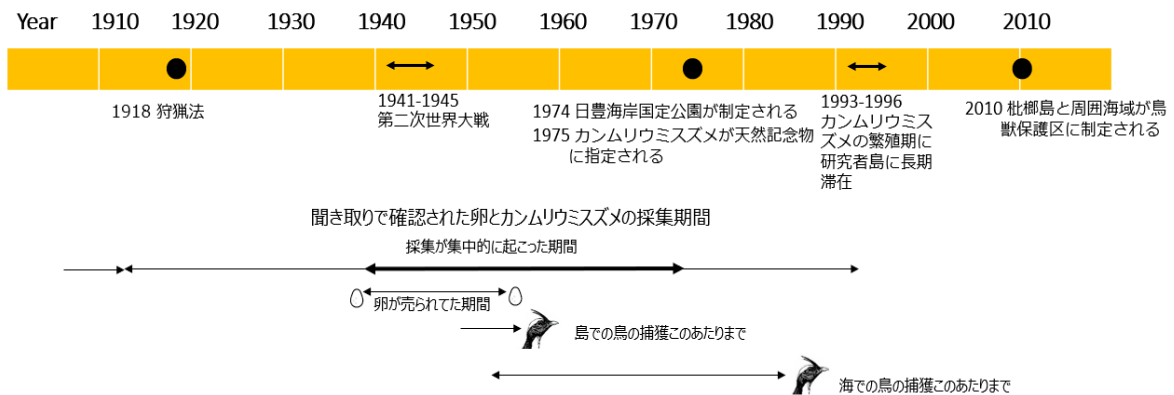 Year 1910 1920 1930 1940 1950 1960 1970 1980 1990 2000 2010
1918 狩猟法
1941-1945
第二次世界大戦
1974 日豊海岸国定公園が制定される
1975 カンムリウミスズメが天然記念物
に指定される
1993-1996
カンムリウミス
ズメの繁殖期に
研究者島に長期
滞在
2010 枇榔島と周囲海域が鳥
獣保護区に制定される
聞き取りで確認された卵とカンムリウミスズメの採集期間
採集が集中的に起こった期間
卵が売られてた期間
島での鳥の捕獲このあたりまで
海での鳥の捕獲このあたりまで